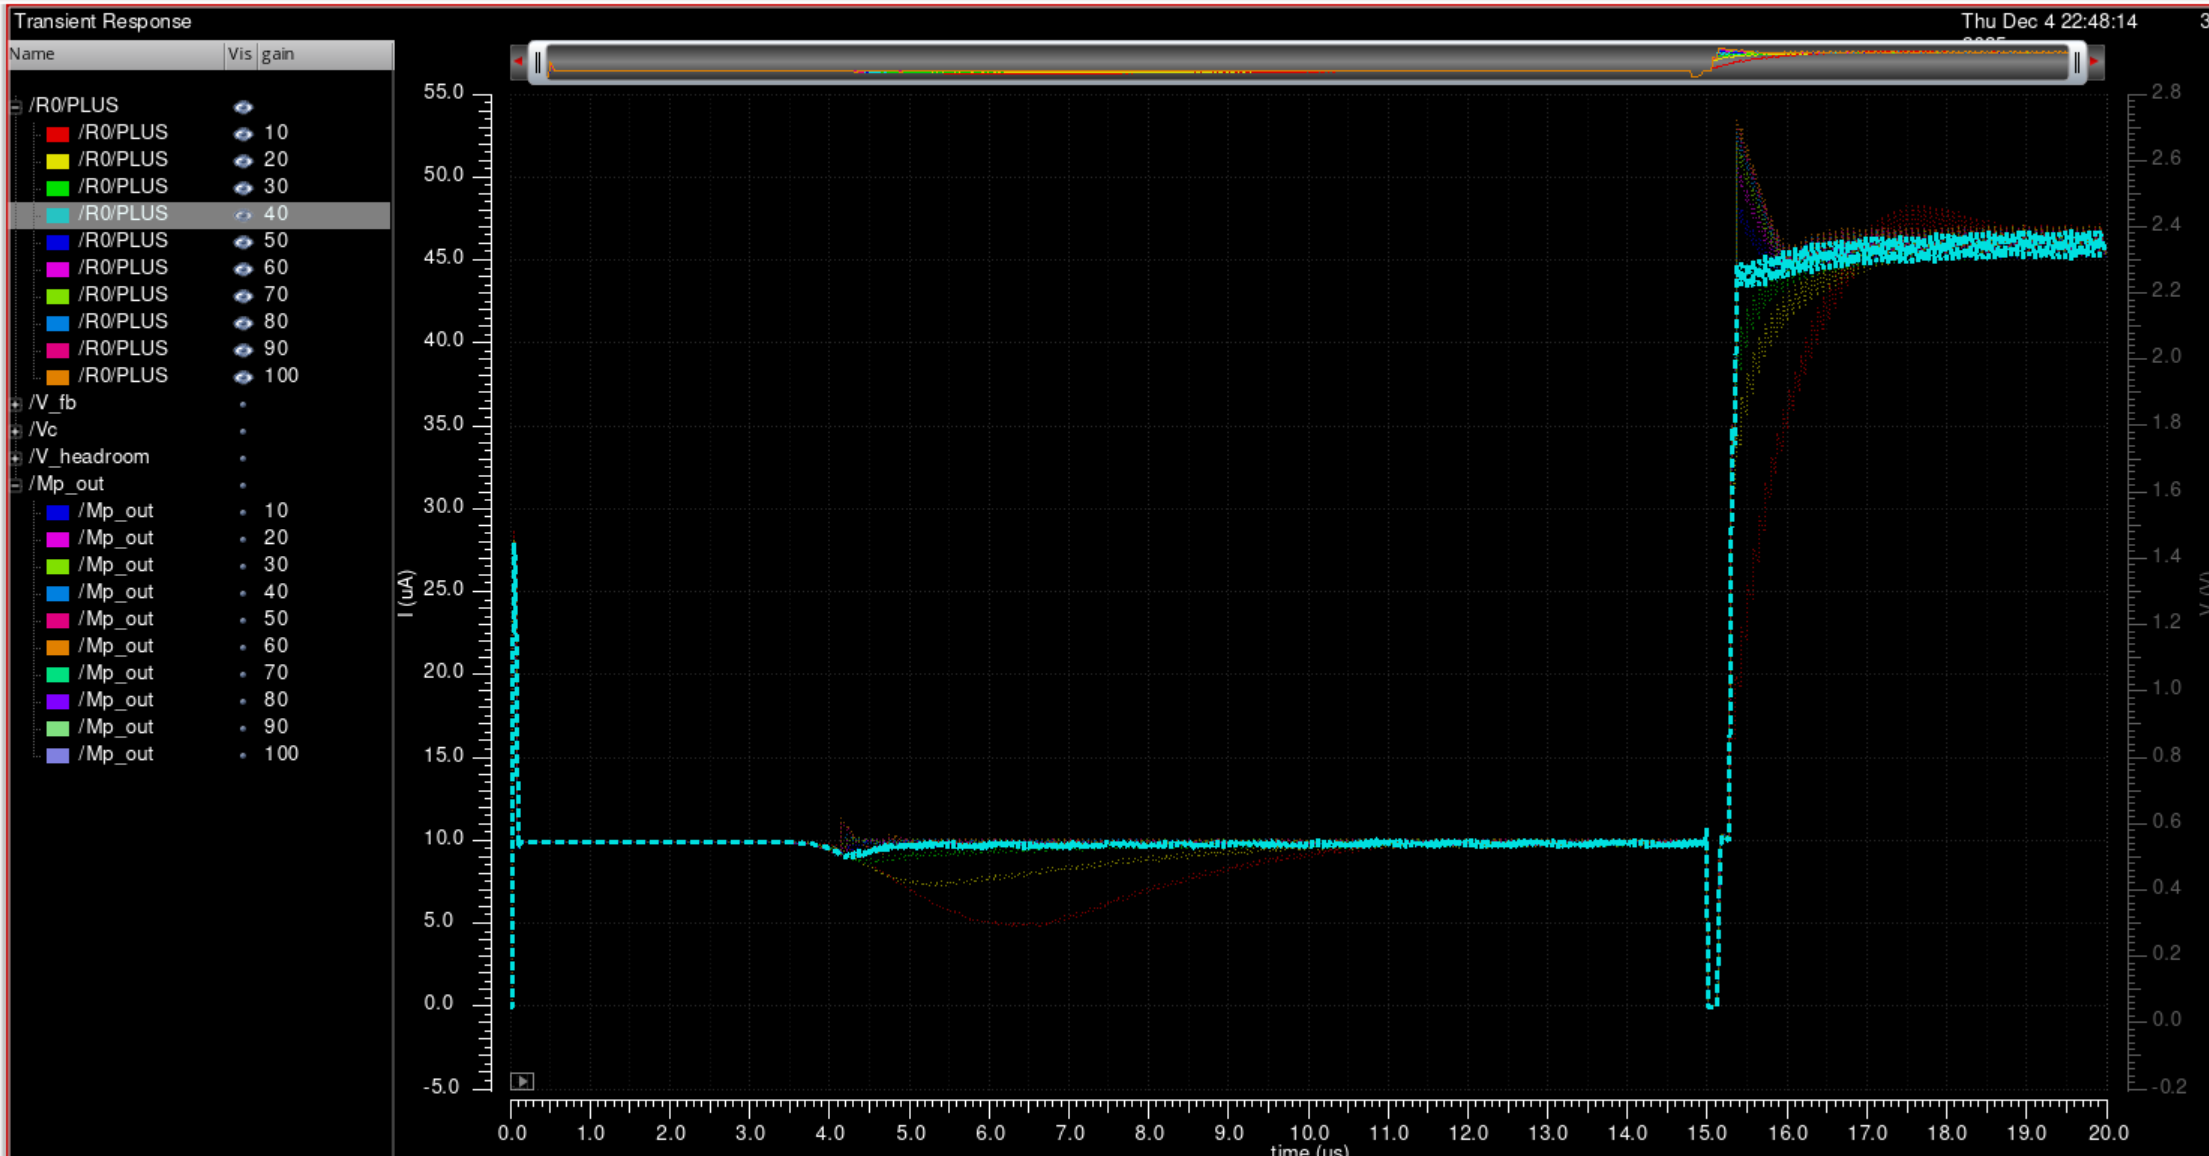 Transient Response
Thu Dec 4 22:48:14 3
Name Vis gain
/R0/PLUS
/R0/PLUS 10
/R0/PLUS 20
/R0/PLUS 30
/R0/PLUS 40
/R0/PLUS 50
/R0/PLUS 60
/R0/PLUS 70
/R0/PLUS 80
/R0/PLUS 90
/R0/PLUS 100
/V_fb
/Vc
/V_headroom
/Mp_out
/Mp_out 10
/Mp_out 20
/Mp_out 30
/Mp_out 40
/Mp_out 50
/Mp_out 60
/Mp_out 70
/Mp_out 80
/Mp_out 90
/Mp_out 100
I (uA)
55.0
50.0
45.0
40.0
35.0
30.0
25.0
20.0
15.0
10.0
5.0
0.0
-5.0
2.8
2.6
2.4
2.2
2.0
1.8
1.6
1.4
1.2
1.0
0.8
0.6
0.4
0.2
0.0
-0.2
0.0 1.0 2.0 3.0 4.0 5.0 6.0 7.0 8.0 9.0 10.0 11.0 12.0 13.0 14.0 15.0 16.0 17.0 18.0 19.0 20.0
time (us)